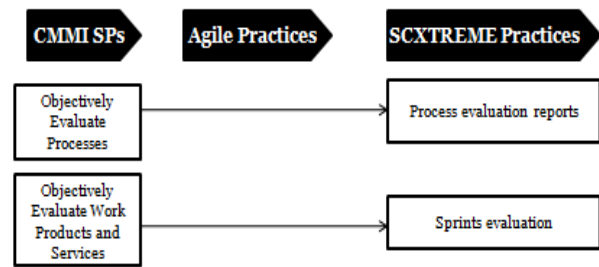 CMMI SPs
Agile Practices
SCXTREME Practices
Objectively
Evaluate
Processes
Process evaluation reports
Objectively
Evaluate Work
Products and
Services
Sprints evaluation